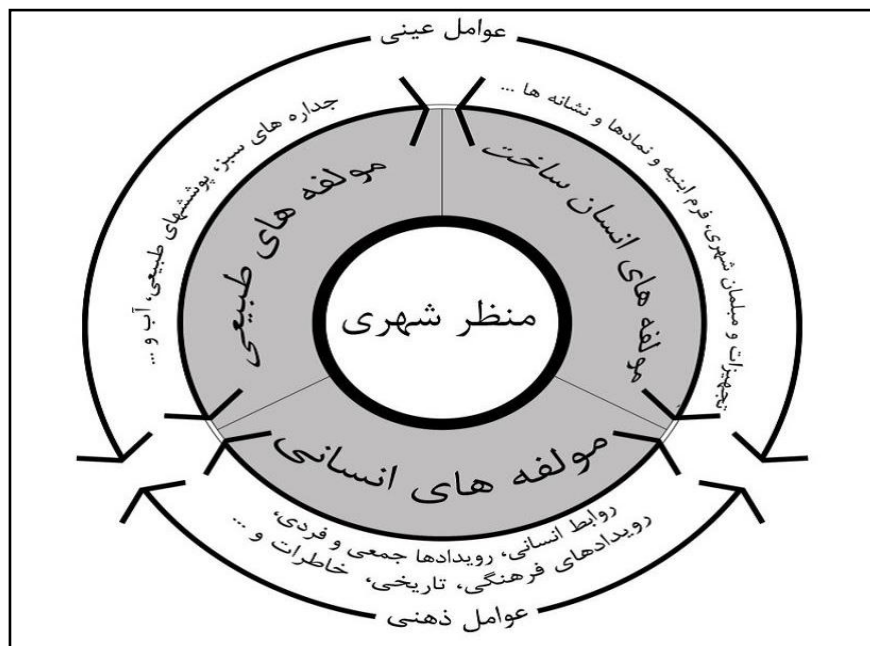 عوامل عینی
تجهیزات و مبلمان شهری، فرم ابنیه و نمادها و نشانه ها ...
جداره های سبز، پوششهای طبیعی، آب و ...
مولفه های انسان ساخت
مولفه های طبیعی
منظر شهری
مولفه های انسانی
روابط انسانی، رویدادها جمعی و فردی،
رویدادهای فرهنگی، تاریخی، خاطرات و ...
عوامل ذهنی